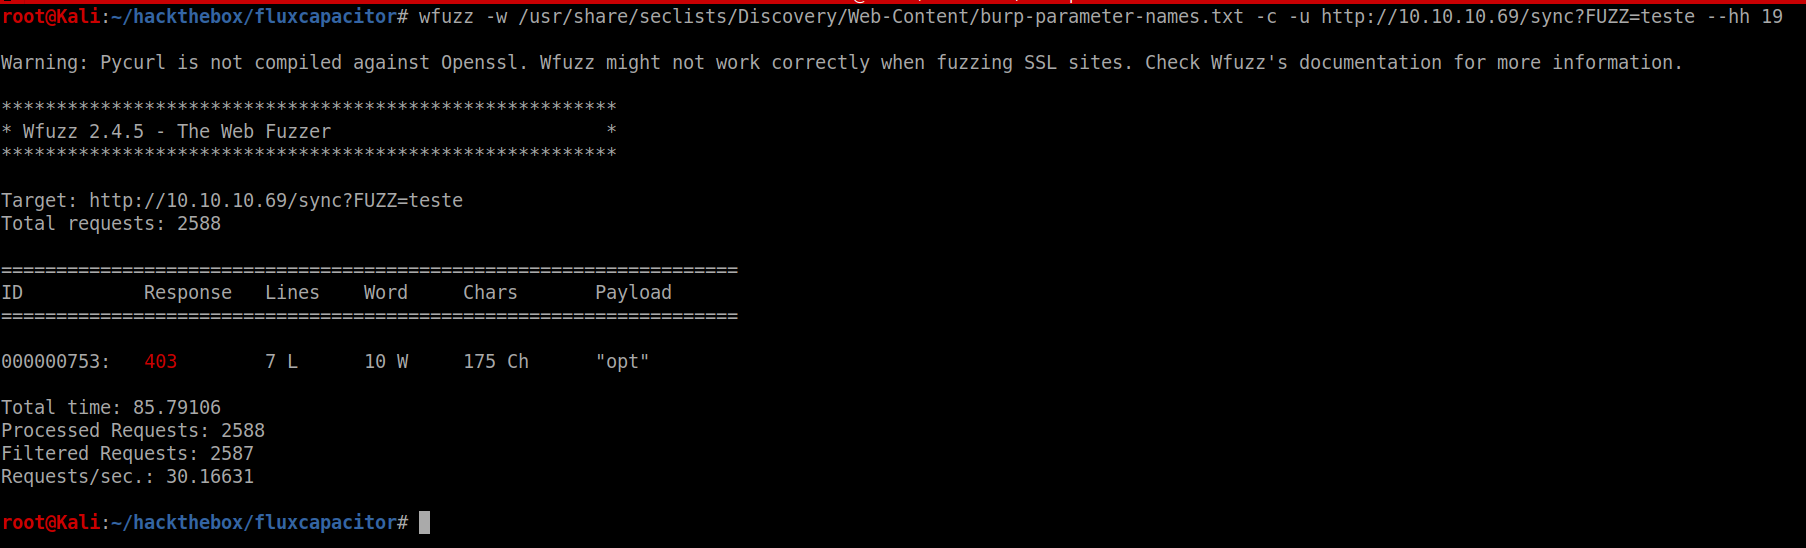 root@Kali:~/hackthebox/fluxcapacitor# wfuzz -w /usr/share/seclists/Discovery/Web-Content/burp-parameter-names.txt -c -u http://10.10.10.69/sync?FUZZ=teste --hh 19
Warning: Pycurl is not compiled against Openssl. Wfuzz might not work correctly when fuzzing SSL sites. Check Wfuzz's documentation for more information.
********************************************************
* Wfuzz 2.4.5 - The Web Fuzzer                         *
********************************************************
Target: http://10.10.10.69/sync?FUZZ=teste
Total requests: 2588
===================================================================
ID           Response   Lines    Word     Chars       Payload
===================================================================
000000753:   403        7 L      10 W     175 Ch      "opt"
Total time: 85.79106
Processed Requests: 2588
Filtered Requests: 2587
Requests/sec.: 30.16631
root@Kali:~/hackthebox/fluxcapacitor#